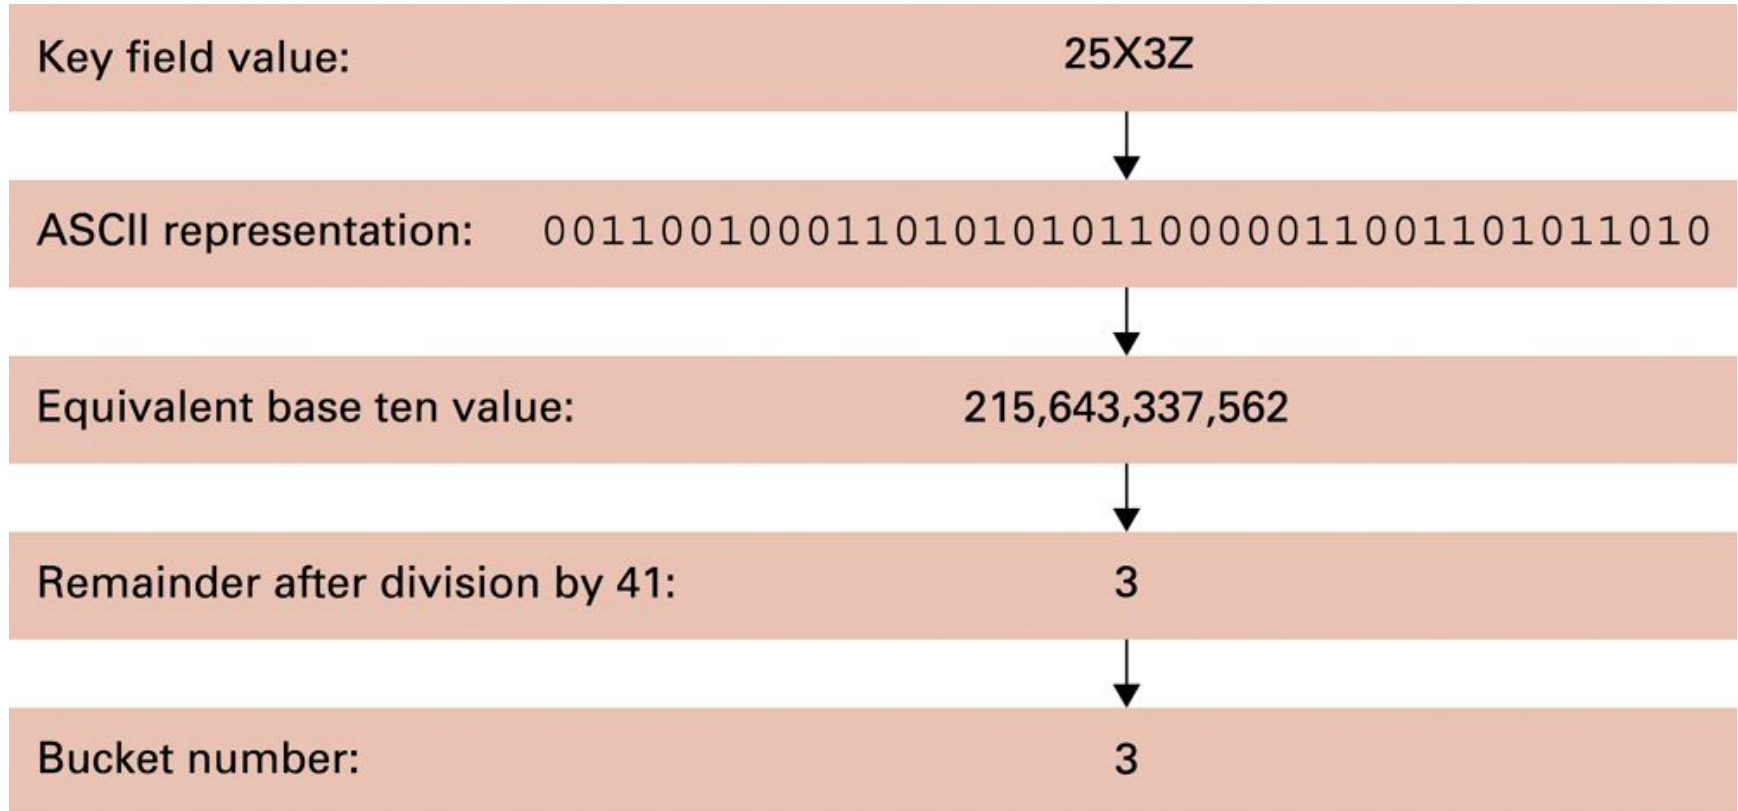 Key field value: 25X3Z
ASCII representation: 0011001000110101010110000011001101011010
Equivalent base ten value: 215,643,337,562
Remainder after division by 41: 3
Bucket number: 3